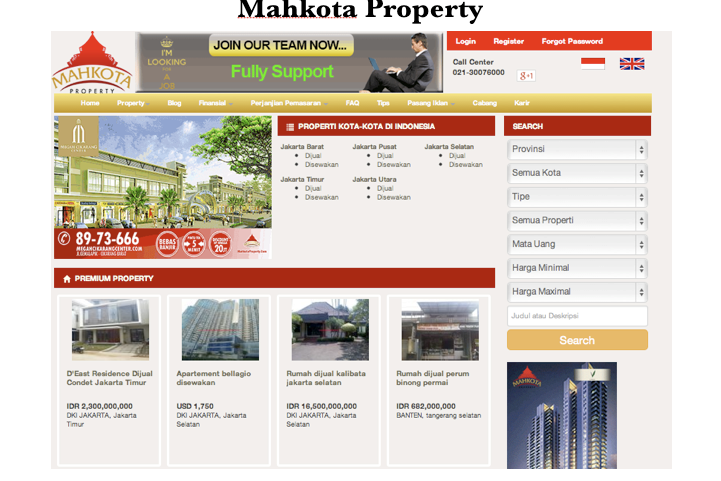 Mahkota Property
MAHKOTA
PROPERTY
I'M
LOOKING
A
JOB
JOIN OUR TEAM NOW...
Fully Support
Login Register Forgot Password
Call Center
021-30076000
g+1
Home Property Blog Finansial Perjanjian Pemasaran FAQ Tips Pasang Iklan Cabang Karir
89-73-666
MEGANCIKARANGCENTER.COM
BEBAS
BANJIR
5
MENIT
20JT
PROPERTI KOTA-KOTA DI INDONESIA
Jakarta Barat Jakarta Pusat Jakarta Selatan
• Dijual • Dijual • Dijual
• Disewakan • Disewakan • Disewakan
Jakarta Timur Jakarta Utara
• Dijual • Dijual
• Disewakan • Disewakan
SEARCH
Provinsi
Semua Kota
Tipe
Semua Properti
Mata Uang
Harga Minimal
Harga Maximal
Judul atau Deskripsi
Search
MAHKOTA
PREMIUM PROPERTY
D'East Residence Dijual
Condet Jakarta Timur
IDR 2,300,000,000
DKI JAKARTA, Jakarta
Timur
Apartement bellagio
disewakan
USD 1,750
DKI JAKARTA, Jakarta
Selatan
Rumah dijual kalibata
jakarta selatan
IDR 16,500,000,000
DKI JAKARTA, Jakarta
Selatan
Rumah dijual perum
binong permai
IDR 682,000,000
BANTEN, tangerang selatan